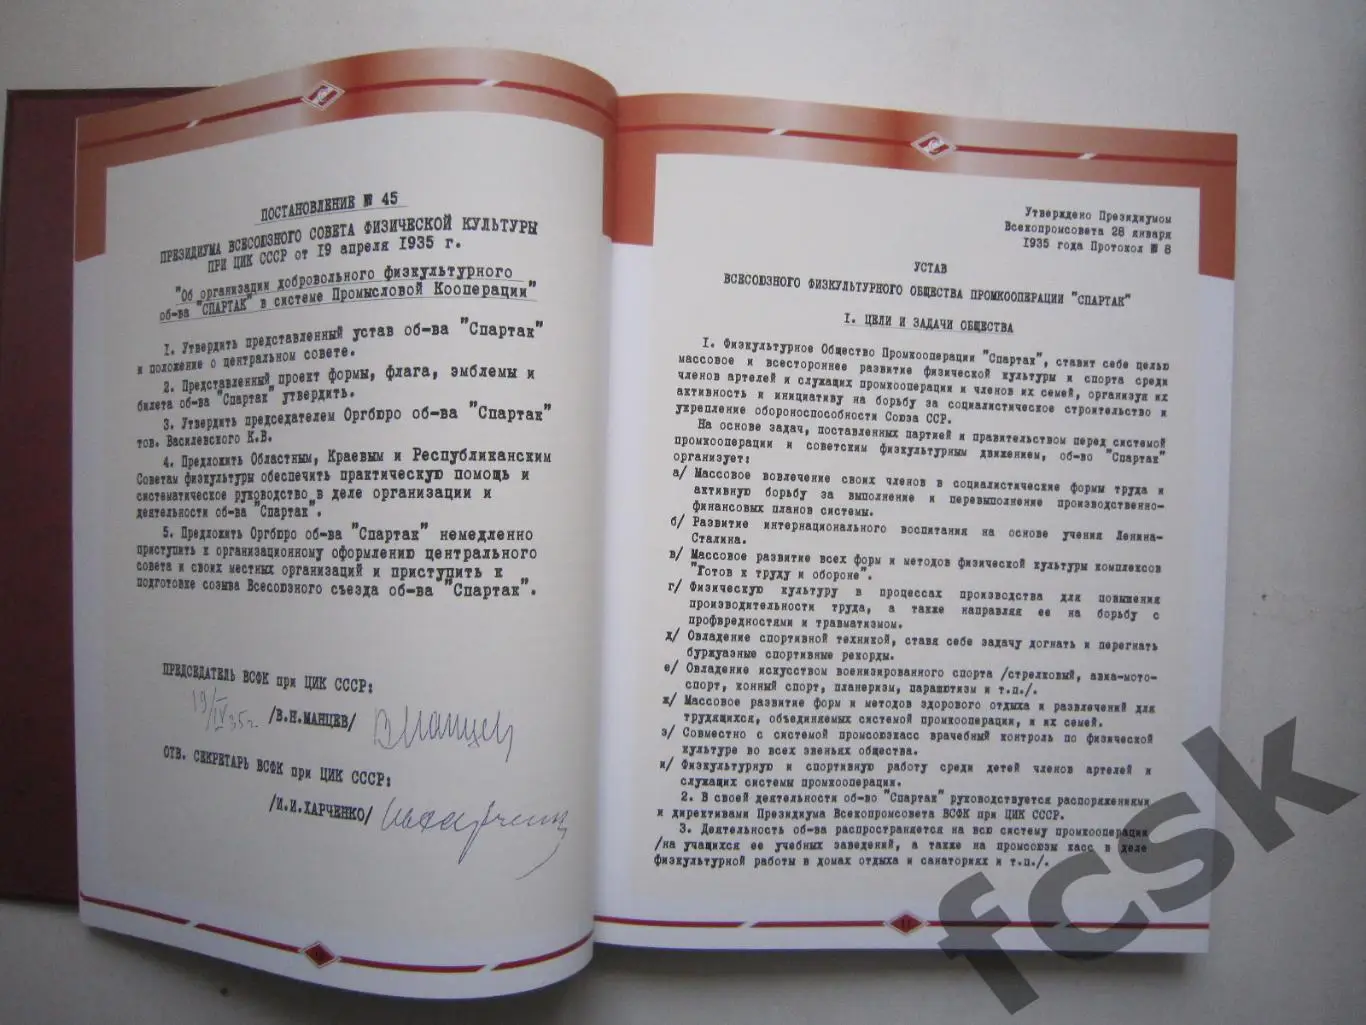 ПОСТАНОВЛЕНИЕ № 45
ПРЕЗИДИУМА ВСЕСОЮЗНОГО СОВЕТА ФИЗИЧЕСКОЙ КУЛЬТУРЫ
ПРИ ЦИК СССР от 19 апреля 1935 г.
"Об организации добровольного физкультурного
об-ва "СПАРТАК" в системе Промысловой Кооперации"
1. Утвердить представленный устав об-ва "Спартак"
и положение о центральном совете.
2. Представленный проект формы, флага, эмблемы и
билета об-ва "Спартак" утвердить.
3. Утвердить председателем Оргбюро об-ва "Спартак"
тов. Василевского К.В.
4. Предложить Областным, Краевым и Республиканским
Советам физкультуры обеспечить практическую помощь и
систематическое руководство в деле организации и
деятельности об-ва "Спартак".
5. Предложить Оргбюро об-ва "Спартак" немедленно
приступить к организационному оформлению центрального
совета и своих местных организаций и приступить к
подготовке созыва Всесоюзного съезда об-ва "Спартак".
ПРЕДСЕДАТЕЛЬ ВСФК при ЦИК СССР:
19/IV 35 г.
/В.Н.МАНЦЕВ/ ВМанцев
ОТВ. СЕКРЕТАРЬ ВСФК при ЦИК СССР:
/И.И.ХАРЧЕНКО/
Утверждено Президиумом
Всекопромсовета 28 января
1935 года Протокол № 8
УСТАВ
ВСЕСОЮЗНОГО ФИЗКУЛЬТУРНОГО ОБЩЕСТВА ПРОМКООПЕРАЦИИ "СПАРТАК"
I. ЦЕЛИ И ЗАДАЧИ ОБЩЕСТВА
1. Физкультурное Общество Промкооперации "Спартак", ставит себе целью
массовое и всестороннее развитие физической культуры и спорта среди
членов артелей и служащих промкооперации и членов их семей, организуя их
активность и инициативу на борьбу за социалистическое строительство и
укрепление обороноспособности Союза ССР.
На основе задач, поставленных партией и правительством перед системой
промкооперации и советским физкультурным движением, об-во "Спартак"
организует:
а/ Массовое вовлечение своих членов в социалистические формы труда и
активную борьбу за выполнение и перевыполнение производственно-
финансовых планов системы.
б/ Развитие интернационального воспитания на основе учения Ленина-
Сталина.
в/ Массовое развитие всех форм и методов физической культуры комплексов
"Готов к труду и обороне".
г/ Физическую культуру в процессах производства для повышения
производительности труда, а также направляя ее на борьбу с
профвредностями и травматизмом.
д/ Овладение спортивной техникой, ставя себе задачу догнать и перегнать
буржуазные спортивные рекорды.
е/ Овладение искусством военизированного спорта /стрелковый, авиа-мото-
спорт, конный спорт, планеризм, парашютизм и т.п./.
ж/ Массовое развитие форм и методов здорового отдыха и развлечений для
трудящихся, объединяемых системой промкооперации, и их семей.
з/ Совместно с системой промсоюзкасс врачебный контроль по физической
культуре во всех звеньях общества.
и/ Физкультурную и спортивную работу среди детей членов артелей и
служащих системы промкооперации.
2. В своей деятельности об-во "Спартак" руководствуется распоряжениями
и директивами Президиума Всекопромсовета ВСФК при ЦИК СССР.
3. Деятельность об-ва распространяется на всю систему промкооперации
/на учащихся ее учебных заведений, а также на промсоюзы касс в деле
физкультурной работы в домах отдыха и санаториях и т.п./.
fcsk